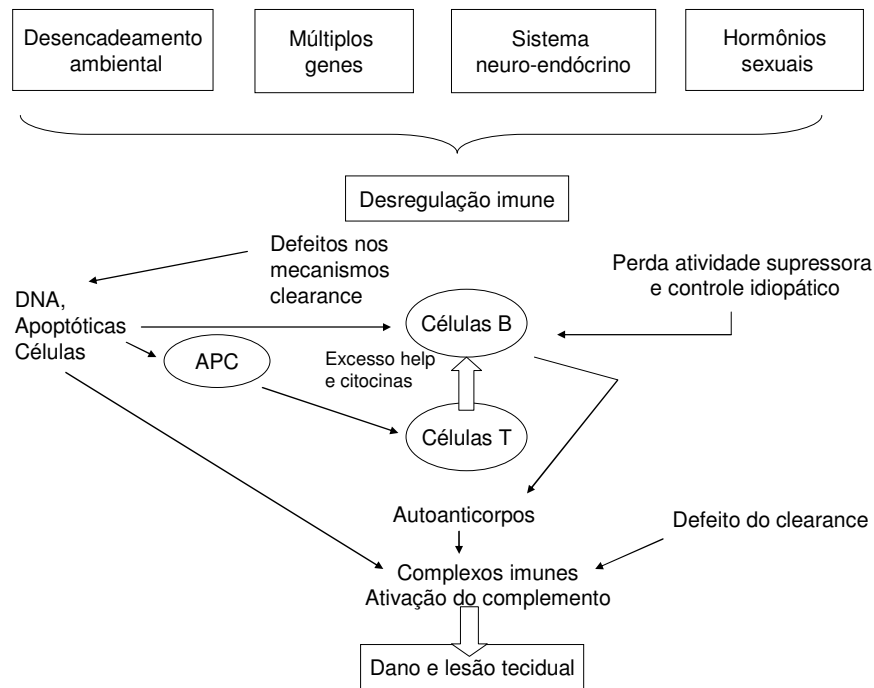 Desencadeamento
ambiental
Múltiplos
genes
Sistema
neuro-endócrino
Hormônios
sexuais
Desregulação imune
Defeitos nos
mecanismos
clearance
Perda atividade supressora
e controle idiopático
DNA,
Apoptóticas
Células
Células B
APC
Excesso help
e citocinas
Células T
Autoanticorpos
Defeito do clearance
Complexos imunes
Ativação do complemento
Dano e lesão tecidual